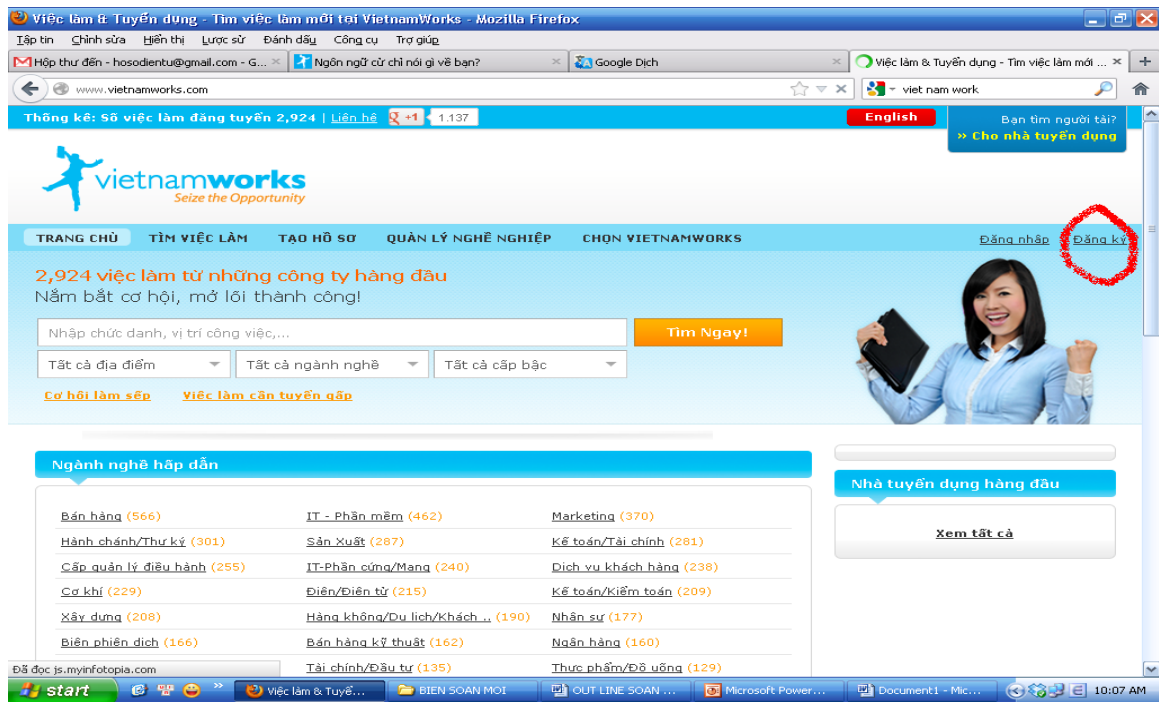 Việc làm & Tuyển dụng - Tìm việc làm mới tại VietnamWorks - Mozilla Firefox
Tập tin Chỉnh sửa Hiển thị Lược sử Đánh dấu Công cụ Trợ giúp
Hộp thư đến - hosodientu@gmail.com - G... Ngôn ngữ cử chỉ nói gì về bạn? Google Dịch Việc làm & Tuyển dụng - Tìm việc làm mới ...
www.vietnamworks.com viet nam work
Thống kê: Số việc làm đăng tuyển 2,924 | Liên hệ +1 1.137 English Bạn tìm người tài?
» Cho nhà tuyển dụng
vietnamworks
Seize the Opportunity
TRANG CHỦ TÌM VIỆC LÀM TẠO HỒ SƠ QUẢN LÝ NGHỀ NGHIỆP CHỌN VIETNAMWORKS Đăng nhập Đăng ký
2,924 việc làm từ những công ty hàng đầu
Nắm bắt cơ hội, mở lối thành công!
Nhập chức danh, vị trí công việc,... Tìm Ngay!
Tất cả địa điểm Tất cả ngành nghề Tất cả cấp bậc
Cơ hội làm sếp Việc làm cần tuyển gấp
Ngành nghề hấp dẫn
Nhà tuyển dụng hàng đầu
Bán hàng (566) IT - Phần mềm (462) Marketing (370)
Xem tất cả
Hành chánh/Thư ký (301) Sản Xuất (287) Kế toán/Tài chính (281)
Cấp quản lý điều hành (255) IT-Phần cứng/Mạng (240) Dịch vụ khách hàng (238)
Cơ khí (229) Điện/Điện tử (215) Kế toán/Kiểm toán (209)
Xây dựng (208) Hàng không/Du lịch/Khách .. (190) Nhân sự (177)
Biên phiên dịch (166) Bán hàng kỹ thuật (162) Ngân hàng (160)
Đã đọc js.myinfotopia.com Tài chính/Đầu tư (135) Thực phẩm/Đồ uống (129)
start Việc làm & Tuyể... BIEN SOAN MOI OUT LINE SOAN ... Microsoft Power... Document1 - Mic... 10:07 AM